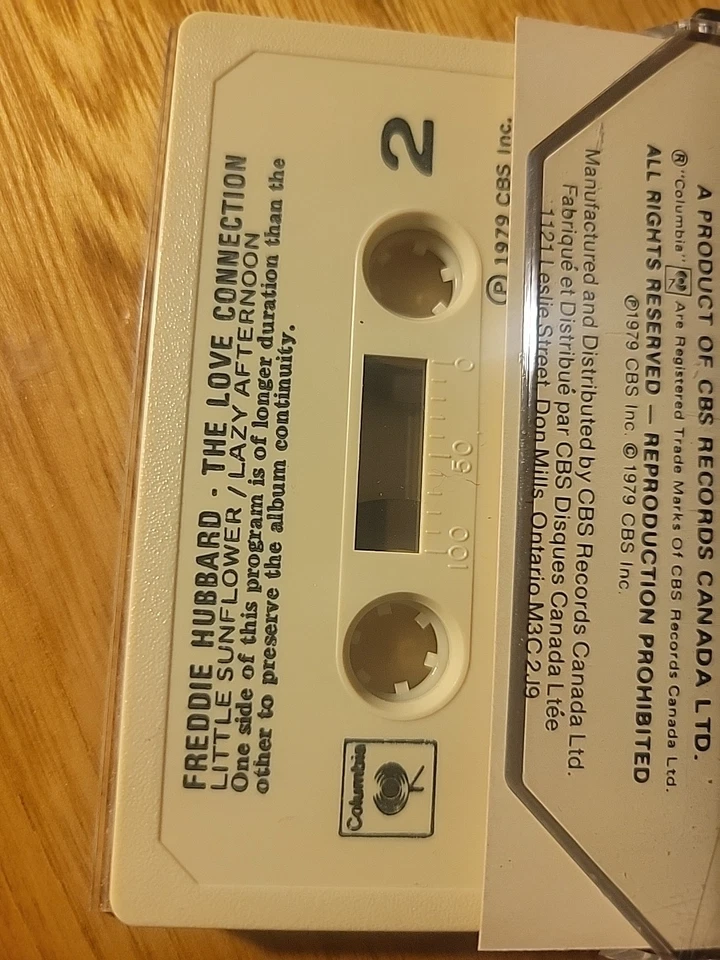 FREDDIE HUBBARD - THE LOVE CONNECTION
LITTLE SUNFLOWER / LAZY AFTERNOON
One side of this program is of longer duration than the
other to preserve the album continuity.
2
0 50 100
Columbia
℗ 1979 CBS Inc.
A PRODUCT OF CBS RECORDS CANADA LTD.
® "Columbia" Are Registered Trade Marks Of CBS Records Canada Ltd.
ALL RIGHTS RESERVED — REPRODUCTION PROHIBITED
℗1979 CBS Inc. © 1979 CBS Inc.
Manufactured and Distributed by CBS Records Canada Ltd.
Fabriqué et Distribué par CBS Disques Canada Ltée
1121 Leslie Street, Don Mills, Ontario M3C 2J9